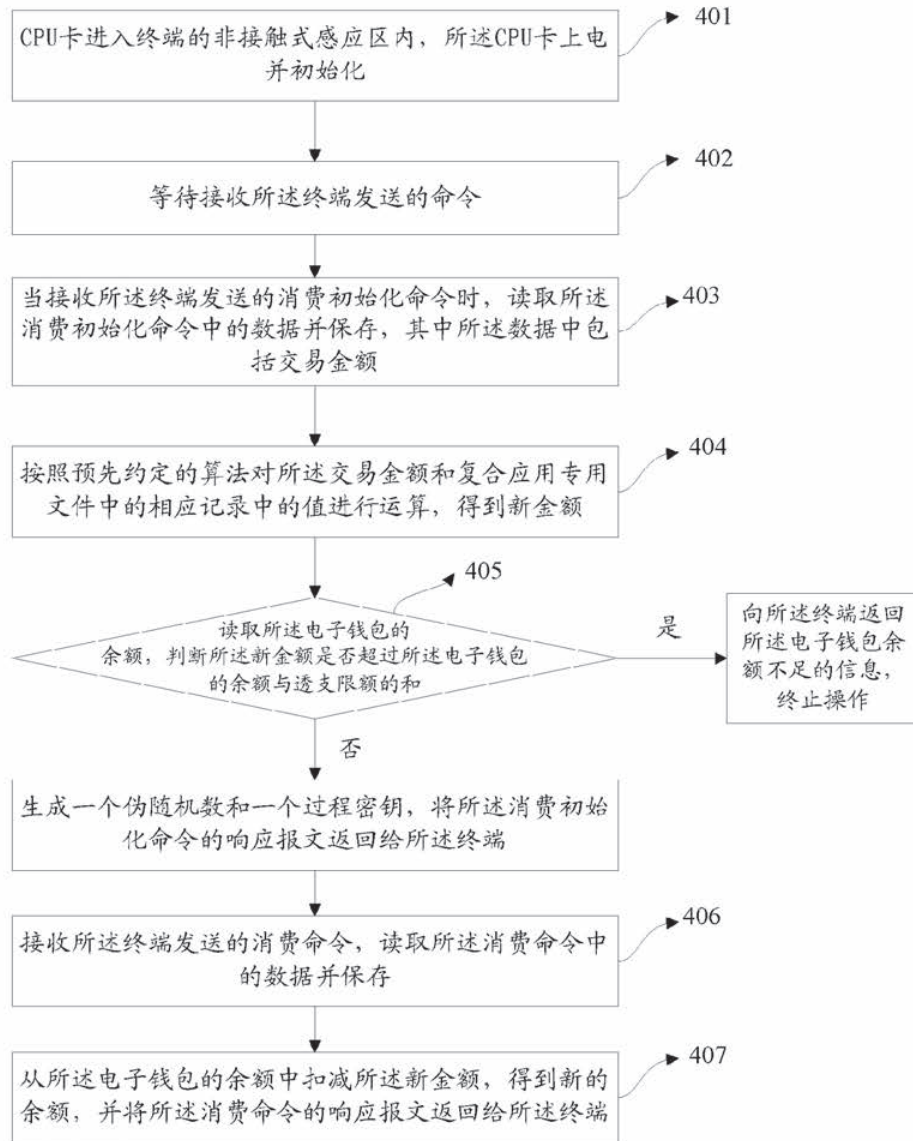 CPU卡进入终端的非接触式感应区内，所述CPU卡上电
并初始化
401
等待接收所述终端发送的命令
402
当接收所述终端发送的消费初始化命令时，读取所述
消费初始化命令中的数据并保存，其中所述数据中包
括交易金额
403
按照预先约定的算法对所述交易金额和复合应用专用
文件中的相应记录中的值进行运算，得到新金额
404
405
读取所述电子钱包的
余额，判断所述新金额是否超过所述电子钱包
的余额与透支限额的和
是
向所述终端返回
所述电子钱包余
额不足的信息，
终止操作
否
生成一个伪随机数和一个过程密钥，将所述消费初始
化命令的响应报文返回给所述终端
接收所述终端发送的消费命令，读取所述消费命令中
的数据并保存
406
从所述电子钱包的余额中扣减所述新金额，得到新的
余额，并将所述消费命令的响应报文返回给所述终端
407